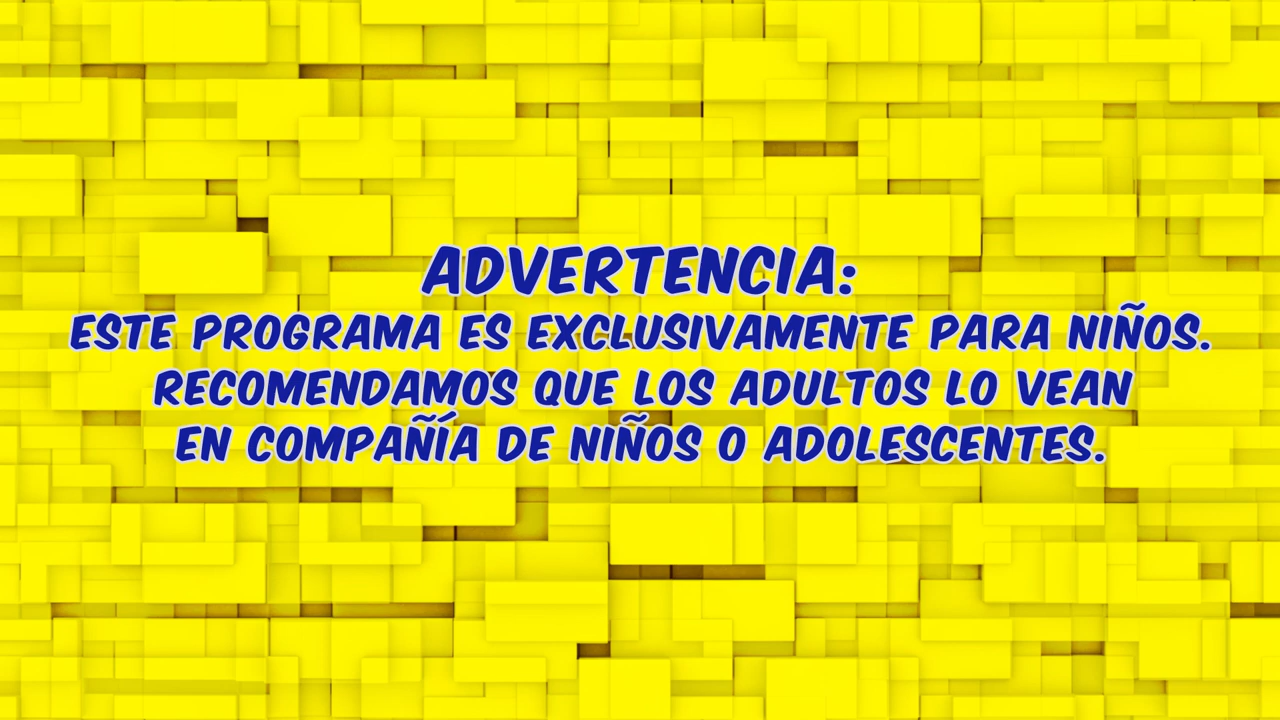 ADVERTENCIA:
ESTE PROGRAMA ES EXCLUSIVAMENTE PARA NIÑOS.
RECOMENDAMOS QUE LOS ADULTOS LO VEAN
EN COMPAÑÍA DE NIÑOS O ADOLESCENTES.